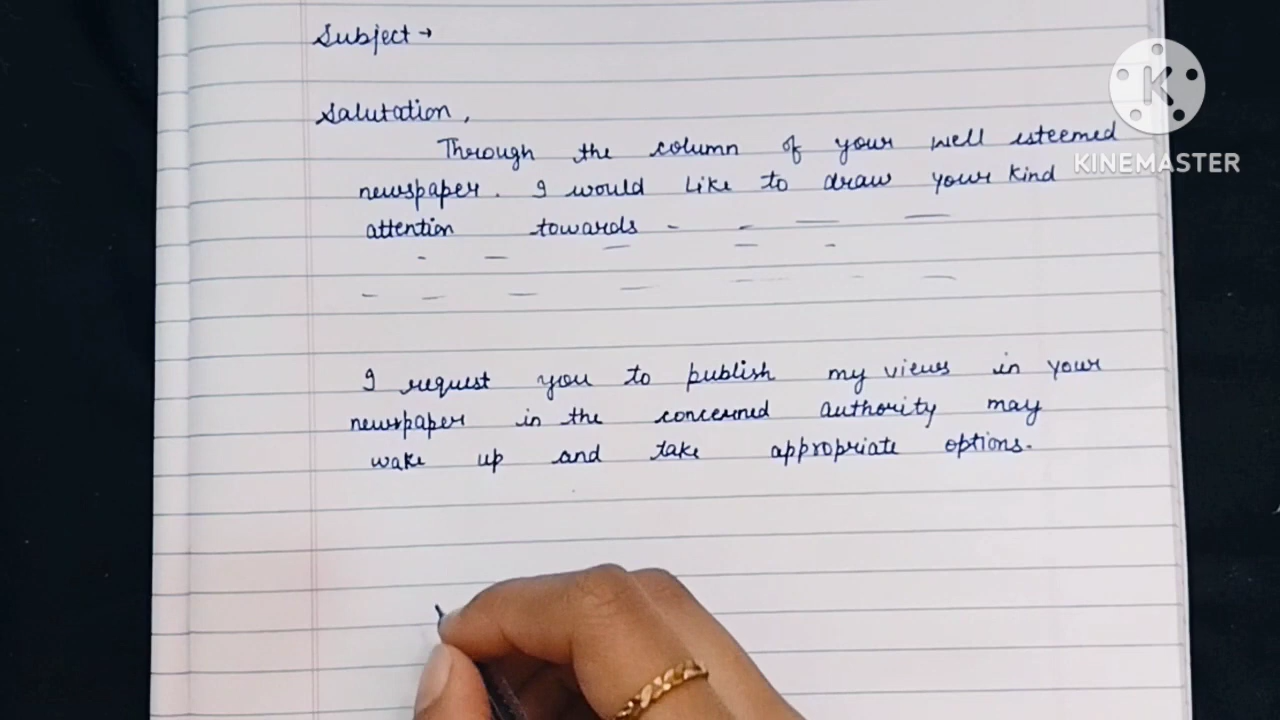 Subject →
Salutation,
Through the column of your well esteemed
newspaper. I would like to draw your kind
attention towards - - — —
I request you to publish my views in your
newspaper in the concerned authority may
wake up and take appropriate options.
K
KINEMASTER